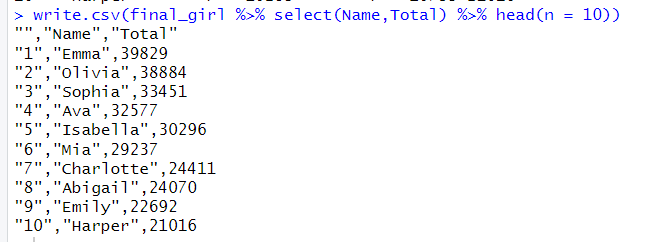 > write.csv(final_girl %>% select(Name,Total) %>% head(n = 10))
"","Name","Total"
"1","Emma",39829
"2","Olivia",38884
"3","Sophia",33451
"4","Ava",32577
"5","Isabella",30296
"6","Mia",29237
"7","Charlotte",24411
"8","Abigail",24070
"9","Emily",22692
"10","Harper",21016